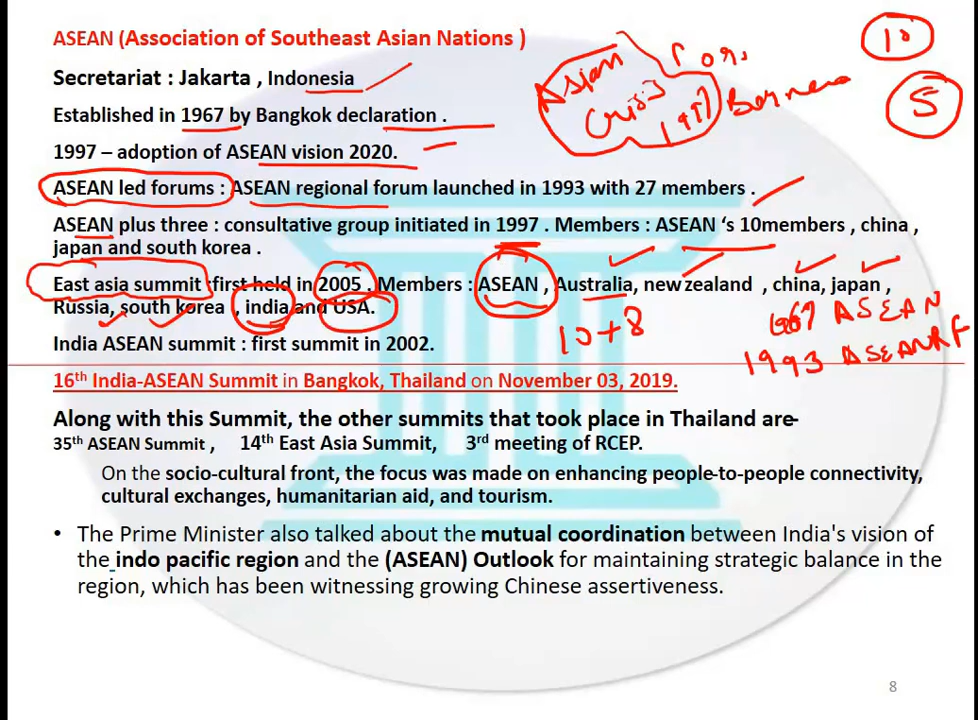 ASEAN (Association of Southeast Asian Nations )
10
Secretariat : Jakarta , Indonesia
Asian
Crisis
1997
5
Established in 1967 by Bangkok declaration .
1997 – adoption of ASEAN vision 2020.
ASEAN led forums : ASEAN regional forum launched in 1993 with 27 members .
ASEAN plus three : consultative group initiated in 1997 . Members : ASEAN 's 10members , china ,
japan and south korea .
East asia summit :first held in 2005 . Members : ASEAN , Australia, new zealand , china, japan ,
Russia, south korea , india and USA.
10+8
1967 ASEAN
1993 ASEANRF
India ASEAN summit : first summit in 2002.
16th India-ASEAN Summit in Bangkok, Thailand on November 03, 2019.
Along with this Summit, the other summits that took place in Thailand are-
35th ASEAN Summit , 14th East Asia Summit, 3rd meeting of RCEP.
On the socio-cultural front, the focus was made on enhancing people-to-people connectivity,
cultural exchanges, humanitarian aid, and tourism.
• The Prime Minister also talked about the mutual coordination between India's vision of
the indo pacific region and the (ASEAN) Outlook for maintaining strategic balance in the
region, which has been witnessing growing Chinese assertiveness.
8